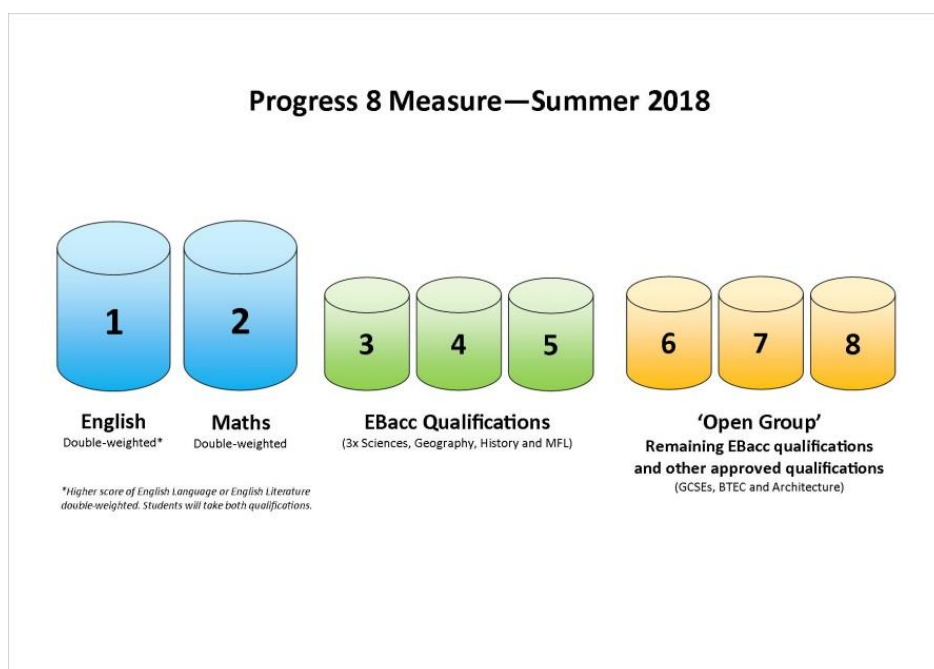 Progress 8 Measure—Summer 2018
1
2
3
4
5
6
7
8
English
Double-weighted*
Maths
Double-weighted
EBacc Qualifications
(3x Sciences, Geography, History and MFL)
‘Open Group’
Remaining EBacc qualifications
and other approved qualifications
(GCSEs, BTEC and Architecture)
*Higher score of English Language or English Literature
double-weighted. Students will take both qualifications.